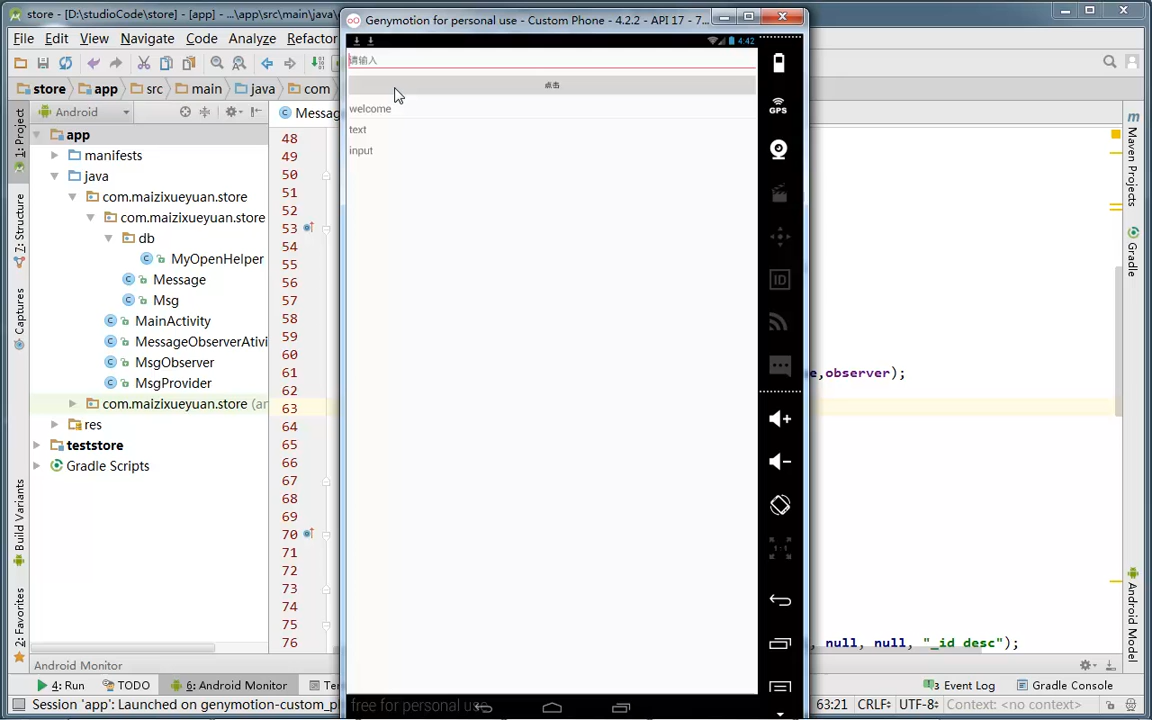 store - [D:\studioCode\store] - [app] - ...\app\src\main\java\
Genymotion for personal use - Custom Phone - 4.2.2 - API 17 - 7...
File Edit View Navigate Code Analyze Refactor
4:42
请输入
store app src main java com
点击
welcome
text
input
Android
Messag
1: Project
7: Structure
Captures
Build Variants
2: Favorites
app
manifests
java
com.maizixueyuan.store
com.maizixueyuan.store
db
MyOpenHelper
Message
Msg
MainActivity
MessageObserverAtivi
MsgObserver
MsgProvider
com.maizixueyuan.store (an
res
teststore
Gradle Scripts
48
49
50
51
52
53
54
55
56
57
58
59
60
61
62
63
64
65
66
67
68
69
70
71
72
73
74
75
76
GPS
ID
1:1
e,observer);
, null, null, "_id desc");
m
Maven Projects
Gradle
Android Model
free for personal use
Android Monitor
4: Run TODO 6: Android Monitor Te
Event Log Gradle Console
Session 'app': Launched on genymotion-custom_p
63:21 CRLF÷ UTF-8÷ Context: <no context>